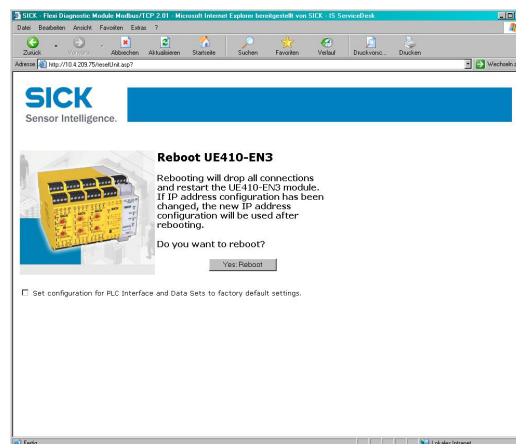 SICK - Flexi Diagnostic Module Modbus/TCP 2.01 - Microsoft Internet Explorer bereitgestellt von SICK - IS ServiceDesk
Datei Bearbeiten Ansicht Favoriten Extras ?
Zurück Vorwärts Abbrechen Aktualisieren Startseite Suchen Favoriten Verlauf Druckvorsc... Drucken
Adresse http://10.4.209.75/resetUnit.asp? Wechseln z
SICK
Sensor Intelligence.
Reboot UE410-EN3
Rebooting will drop all connections
and restart the UE410-EN3 module.
If IP address configuration has been
changed, the new IP address
configuration will be used after
rebooting.
Do you want to reboot?
Yes: Reboot
Set configuration for PLC Interface and Data Sets to factory default settings.
Fertig Lokales Intranet